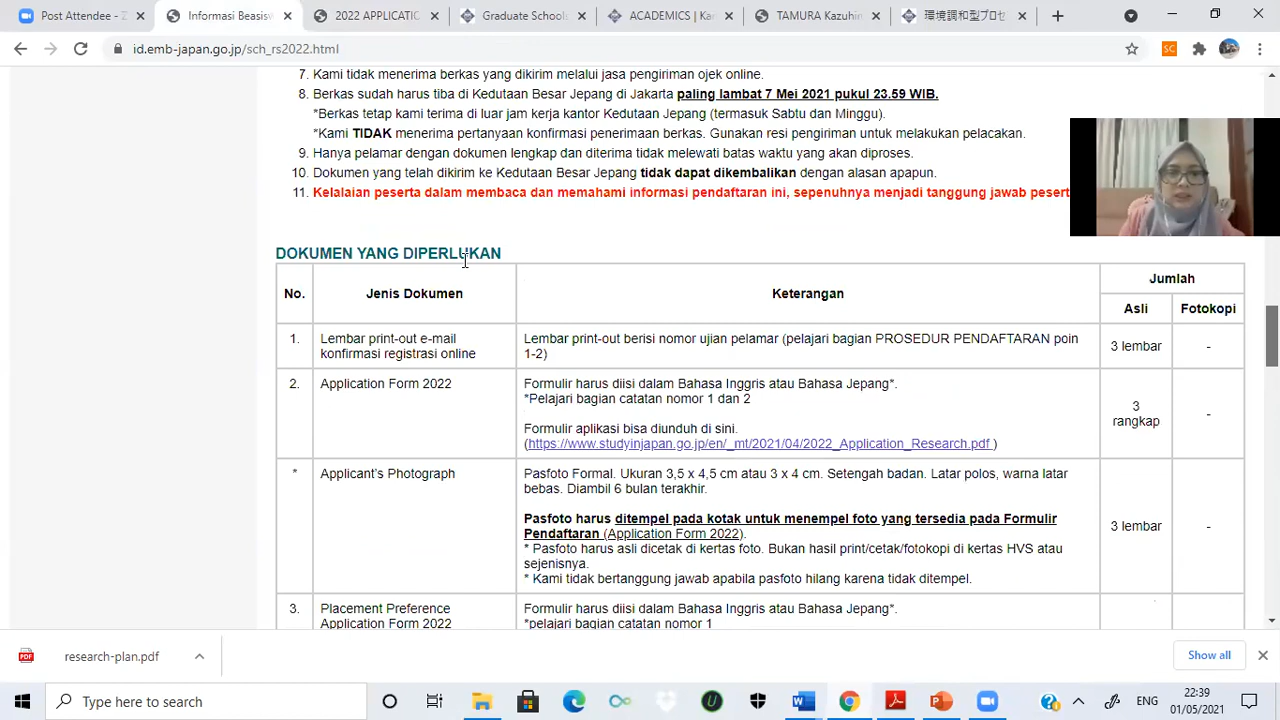 Post Attendee - Z
Informasi Beasisw
2022 APPLICATIO
Graduate Schools
ACADEMICS | Kan
TAMURA Kazuhiro
環境調和型プロセ
id.emb-japan.go.jp/sch_rs2022.html
SC
7. Kami tidak menerima berkas yang dikirim melalui jasa pengiriman ojek online.
8. Berkas sudah harus tiba di Kedutaan Besar Jepang di Jakarta paling lambat 7 Mei 2021 pukul 23.59 WIB.
*Berkas tetap kami terima di luar jam kerja kantor Kedutaan Jepang (termasuk Sabtu dan Minggu).
*Kami TIDAK menerima pertanyaan konfirmasi penerimaan berkas. Gunakan resi pengiriman untuk melakukan pelacakan.
9. Hanya pelamar dengan dokumen lengkap dan diterima tidak melewati batas waktu yang akan diproses.
10. Dokumen yang telah dikirim ke Kedutaan Besar Jepang tidak dapat dikembalikan dengan alasan apapun.
11. Kelalaian peserta dalam membaca dan memahami informasi pendaftaran ini, sepenuhnya menjadi tanggung jawab pesert
DOKUMEN YANG DIPERLUKAN
No. Jenis Dokumen Keterangan Jumlah
Asli Fotokopi
1. Lembar print-out e-mail
konfirmasi registrasi online
Lembar print-out berisi nomor ujian pelamar (pelajari bagian PROSEDUR PENDAFTARAN poin
1-2)
3 lembar -
2. Application Form 2022
Formulir harus diisi dalam Bahasa Inggris atau Bahasa Jepang*.
*Pelajari bagian catatan nomor 1 dan 2
Formulir aplikasi bisa diunduh di sini.
(https://www.studyinjapan.go.jp/en/_mt/2021/04/2022_Application_Research.pdf )
3
rangkap
-
* Applicant's Photograph
Pasfoto Formal. Ukuran 3,5 x 4,5 cm atau 3 x 4 cm. Setengah badan. Latar polos, warna latar
bebas. Diambil 6 bulan terakhir.
Pasfoto harus ditempel pada kotak untuk menempel foto yang tersedia pada Formulir
Pendaftaran (Application Form 2022).
* Pasfoto harus asli dicetak di kertas foto. Bukan hasil print/cetak/fotokopi di kertas HVS atau
sejenisnya.
* Kami tidak bertanggung jawab apabila pasfoto hilang karena tidak ditempel.
3 lembar -
3. Placement Preference
Application Form 2022
Formulir harus diisi dalam Bahasa Inggris atau Bahasa Jepang*.
*pelajari bagian catatan nomor 1
research-plan.pdf
Show all
Type here to search
ENG
22:39
01/05/2021